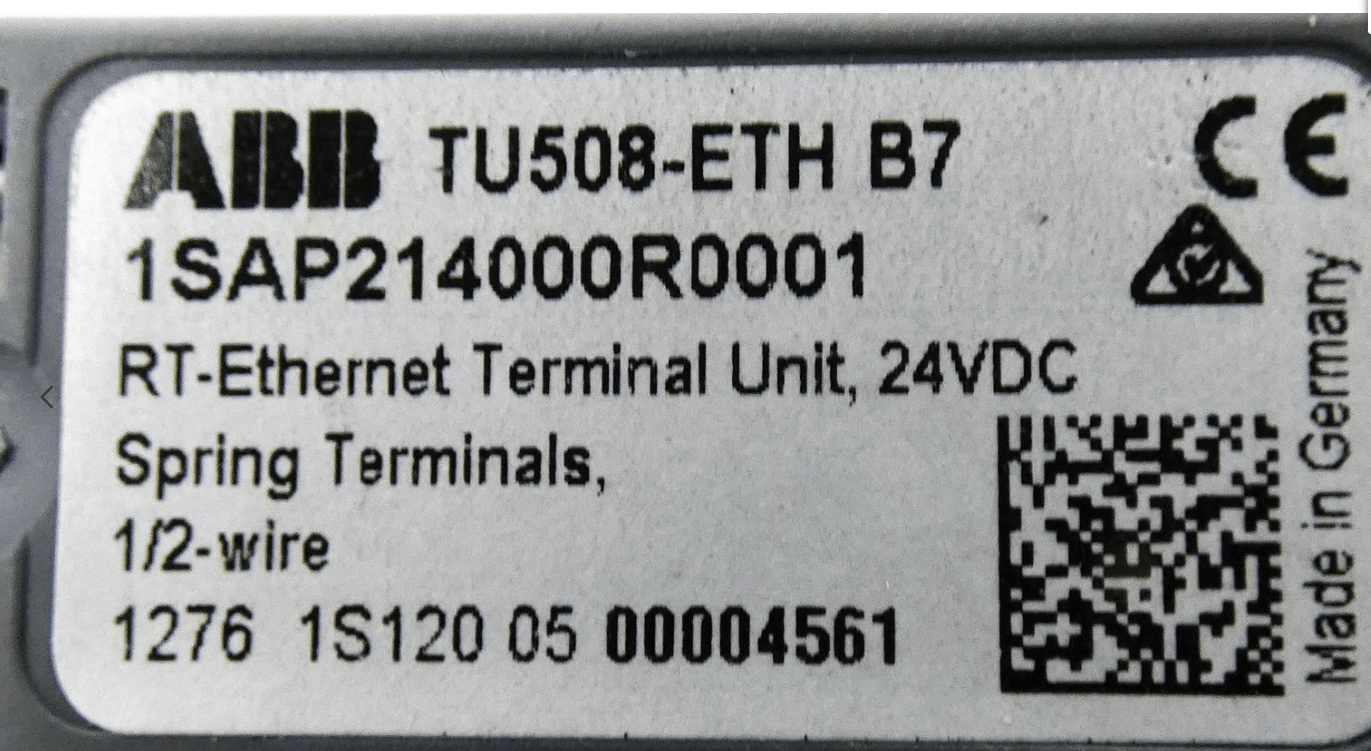 ABB TU508-ETH B7 CE
1SAP214000R0001
RT-Ethernet Terminal Unit, 24VDC
Spring Terminals,
1/2-wire
1276 1S120 05 00004561
Made in Germany